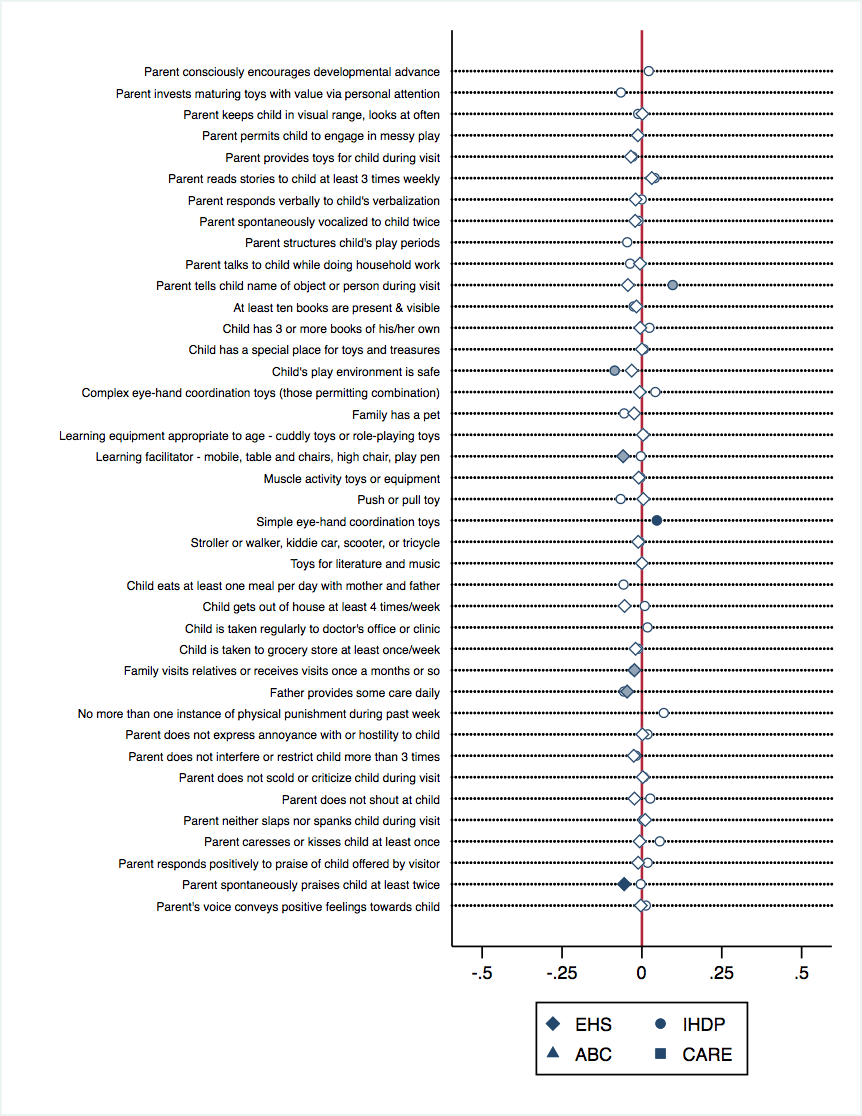 Parent consciously encourages developmental advance
Parent invests maturing toys with value via personal attention
Parent keeps child in visual range, looks at often
Parent permits child to engage in messy play
Parent provides toys for child during visit
Parent reads stories to child at least 3 times weekly
Parent responds verbally to child's verbalization
Parent spontaneously vocalized to child twice
Parent structures child's play periods
Parent talks to child while doing household work
Parent tells child name of object or person during visit
At least ten books are present & visible
Child has 3 or more books of his/her own
Child has a special place for toys and treasures
Child's play environment is safe
Complex eye-hand coordination toys (those permitting combination)
Family has a pet
Learning equipment appropriate to age - cuddly toys or role-playing toys
Learning facilitator - mobile, table and chairs, high chair, play pen
Muscle activity toys or equipment
Push or pull toy
Simple eye-hand coordination toys
Stroller or walker, kiddie car, scooter, or tricycle
Toys for literature and music
Child eats at least one meal per day with mother and father
Child gets out of house at least 4 times/week
Child is taken regularly to doctor's office or clinic
Child is taken to grocery store at least once/week
Family visits relatives or receives visits once a months or so
Father provides some care daily
No more than one instance of physical punishment during past week
Parent does not express annoyance with or hostility to child
Parent does not interfere or restrict child more than 3 times
Parent does not scold or criticize child during visit
Parent does not shout at child
Parent neither slaps nor spanks child during visit
Parent caresses or kisses child at least once
Parent responds positively to praise of child offered by visitor
Parent spontaneously praises child at least twice
Parent's voice conveys positive feelings towards child
-.5 -.25 0 .25 .5
EHS IHDP
ABC CARE